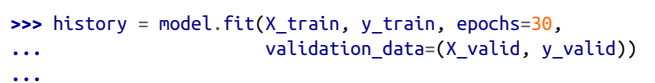 >>> history = model.fit(X_train, y_train, epochs=30,
...                     validation_data=(X_valid, y_valid))
...